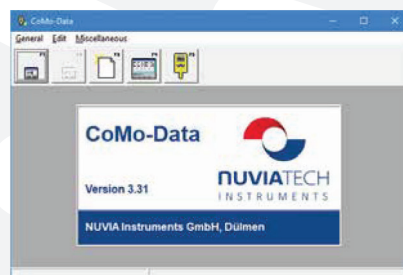 CoMo-Data
General Edit Miscellaneous
CoMo-Data
Version 3.31
NUVIATECH
INSTRUMENTS
NUVIA Instruments GmbH, Dülmen